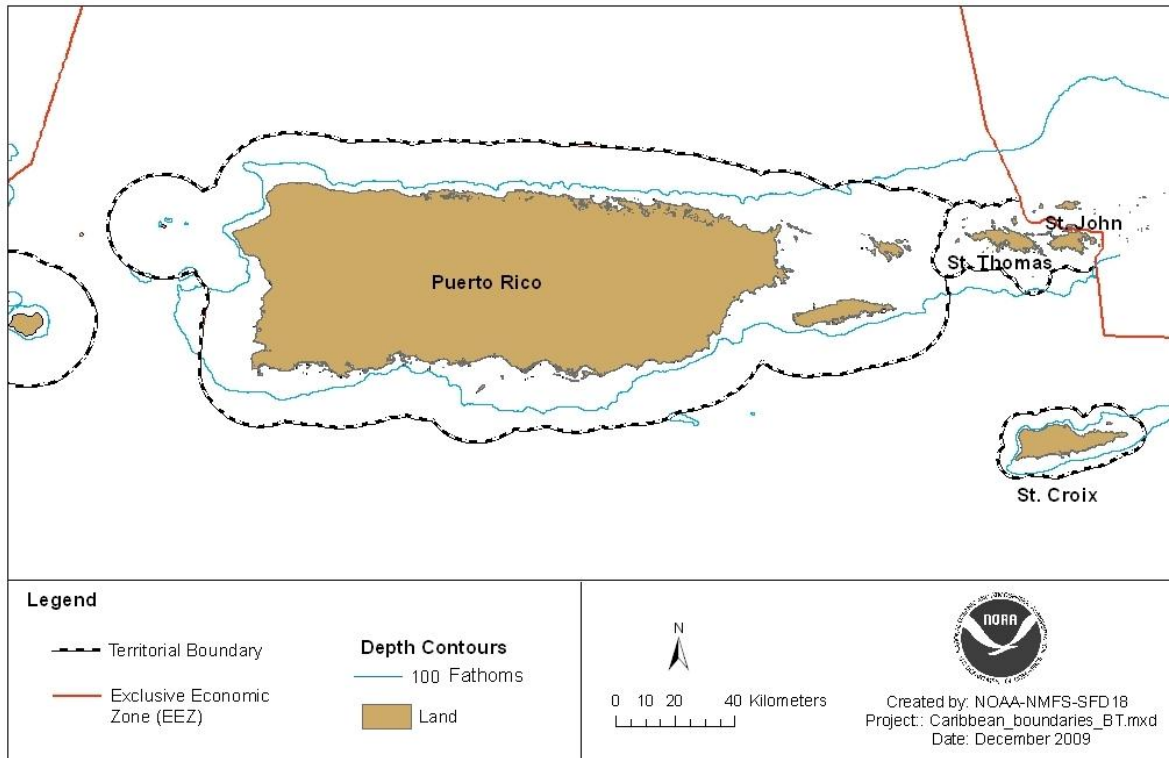 St. John
St. Thomas
Puerto Rico
St. Croix
Legend
Territorial Boundary
Exclusive Economic
Zone (EEZ)
Depth Contours
100 Fathoms
Land
N
0 10 20 40 Kilometers
NOAA
Created by: NOAA-NMFS-SFD18
Project:: Caribbean_boundaries_BT.mxd
Date: December 2009